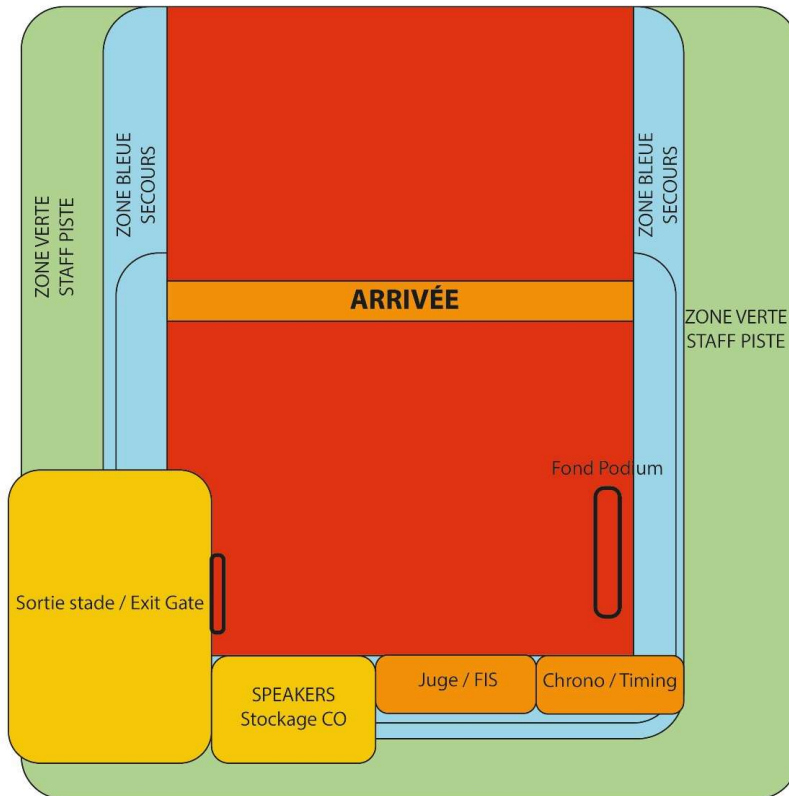 ZONE VERTE
STAFF PISTE
ZONE BLEUE
SECOURS
ZONE BLEUE
SECOURS
ARRIVÉE
ZONE VERTE
STAFF PISTE
Fond Podium
Sortie stade / Exit Gate
SPEAKERS
Stockage CO
Juge / FIS
Chrono / Timing